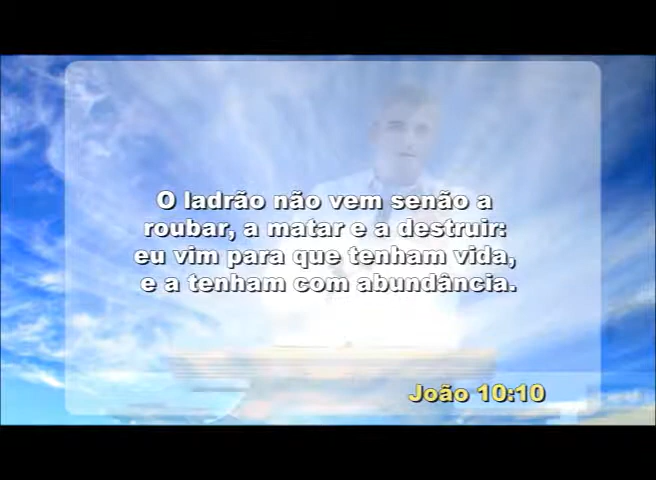 O ladrão não vem senão a
roubar, a matar e a destruir:
eu vim para que tenham vida,
e a tenham com abundância.
João 10:10